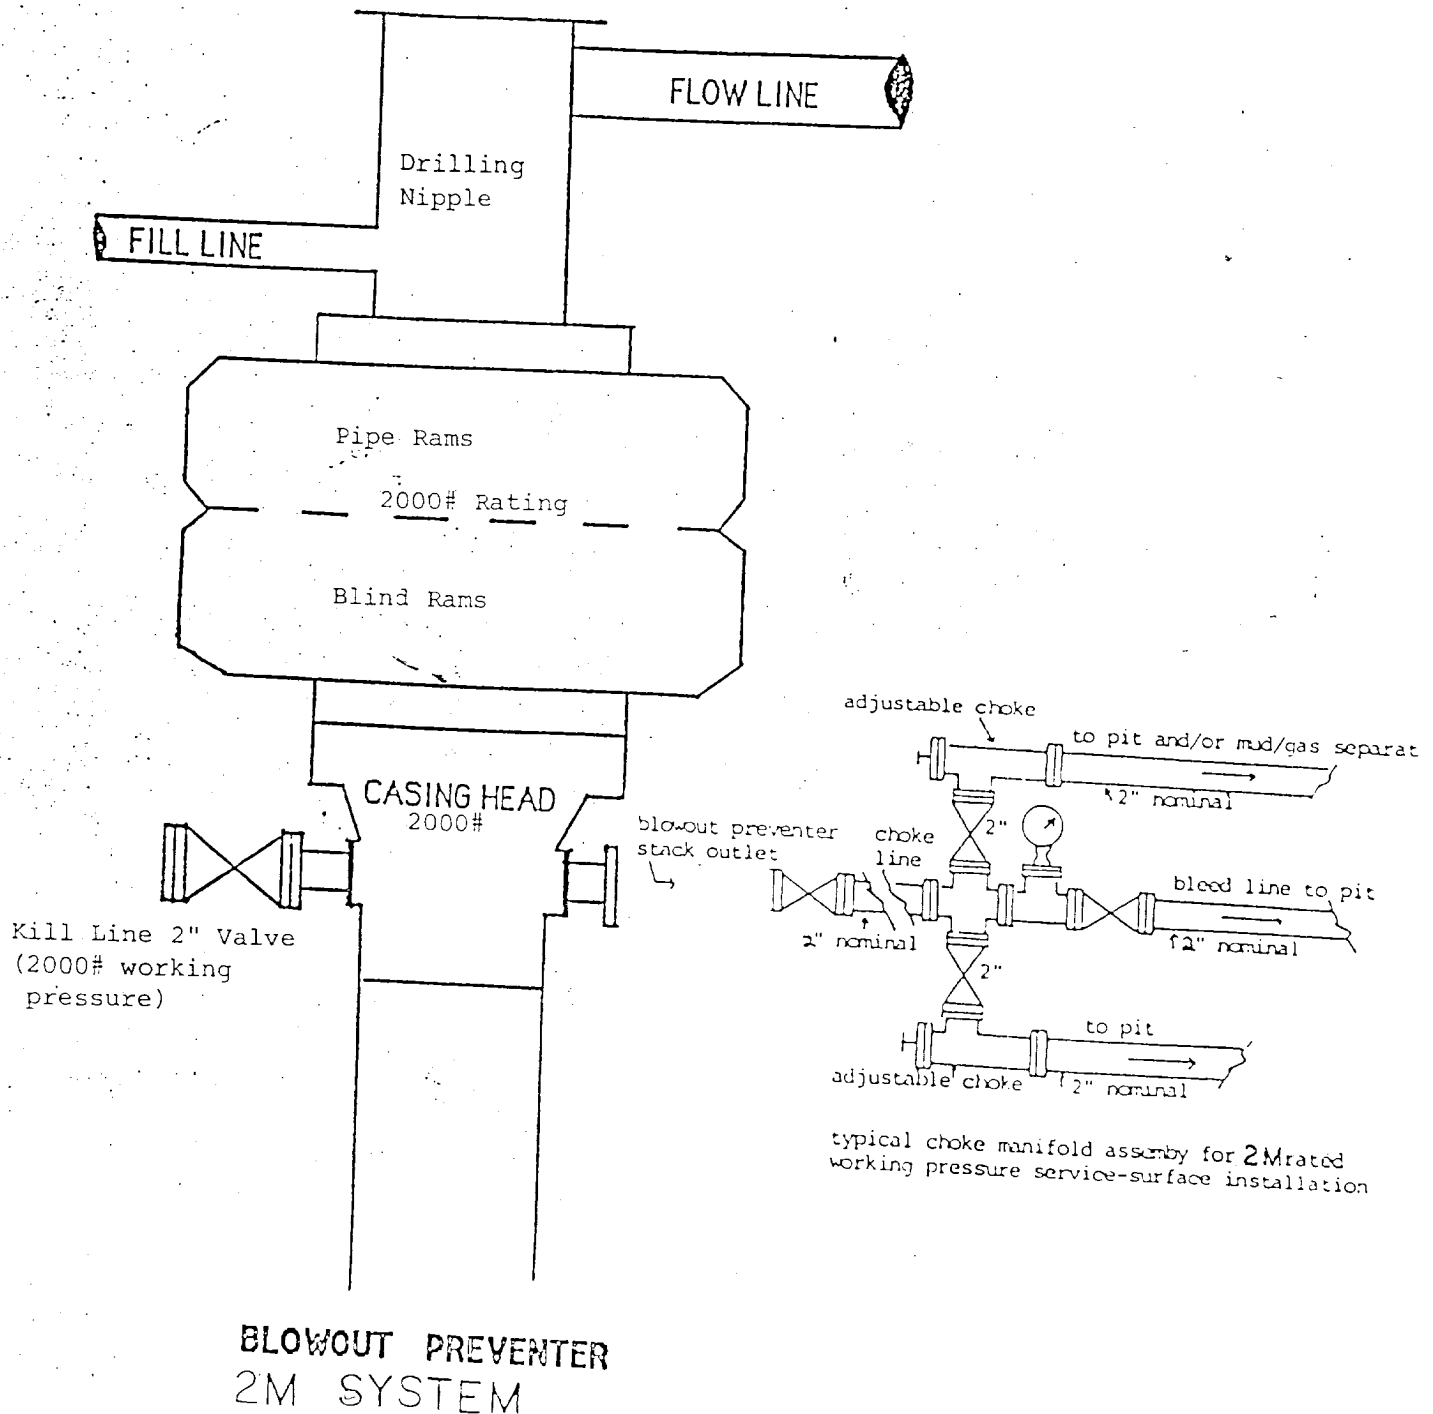 FLOW LINE
Drilling
Nipple
FILL LINE
Pipe Rams
2000# Rating
Blind Rams
CASING HEAD
2000#
Kill Line 2" Valve
(2000# working
pressure)
blowout preventer
stack outlet
adjustable choke
to pit and/or mud/gas separat
2" nominal
2"
choke
line
2" nominal
bleed line to pit
2" nominal
2"
to pit
adjustable choke
2" nominal
typical choke manifold assemby for 2M rated
working pressure service-surface installation
BLOWOUT PREVENTER
2M SYSTEM